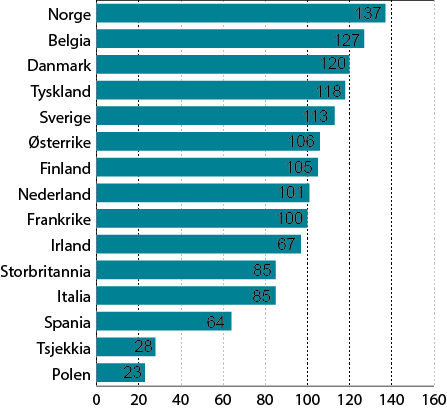 Norge 137
Belgia 127
Danmark 120
Tyskland 118
Sverige 113
Østerrike 106
Finland 105
Nederland 101
Frankrike 100
Irland 67
Storbritannia 85
Italia 85
Spania 64
Tsjekkia 28
Polen 23
0 20 40 60 80 100 120 140 160